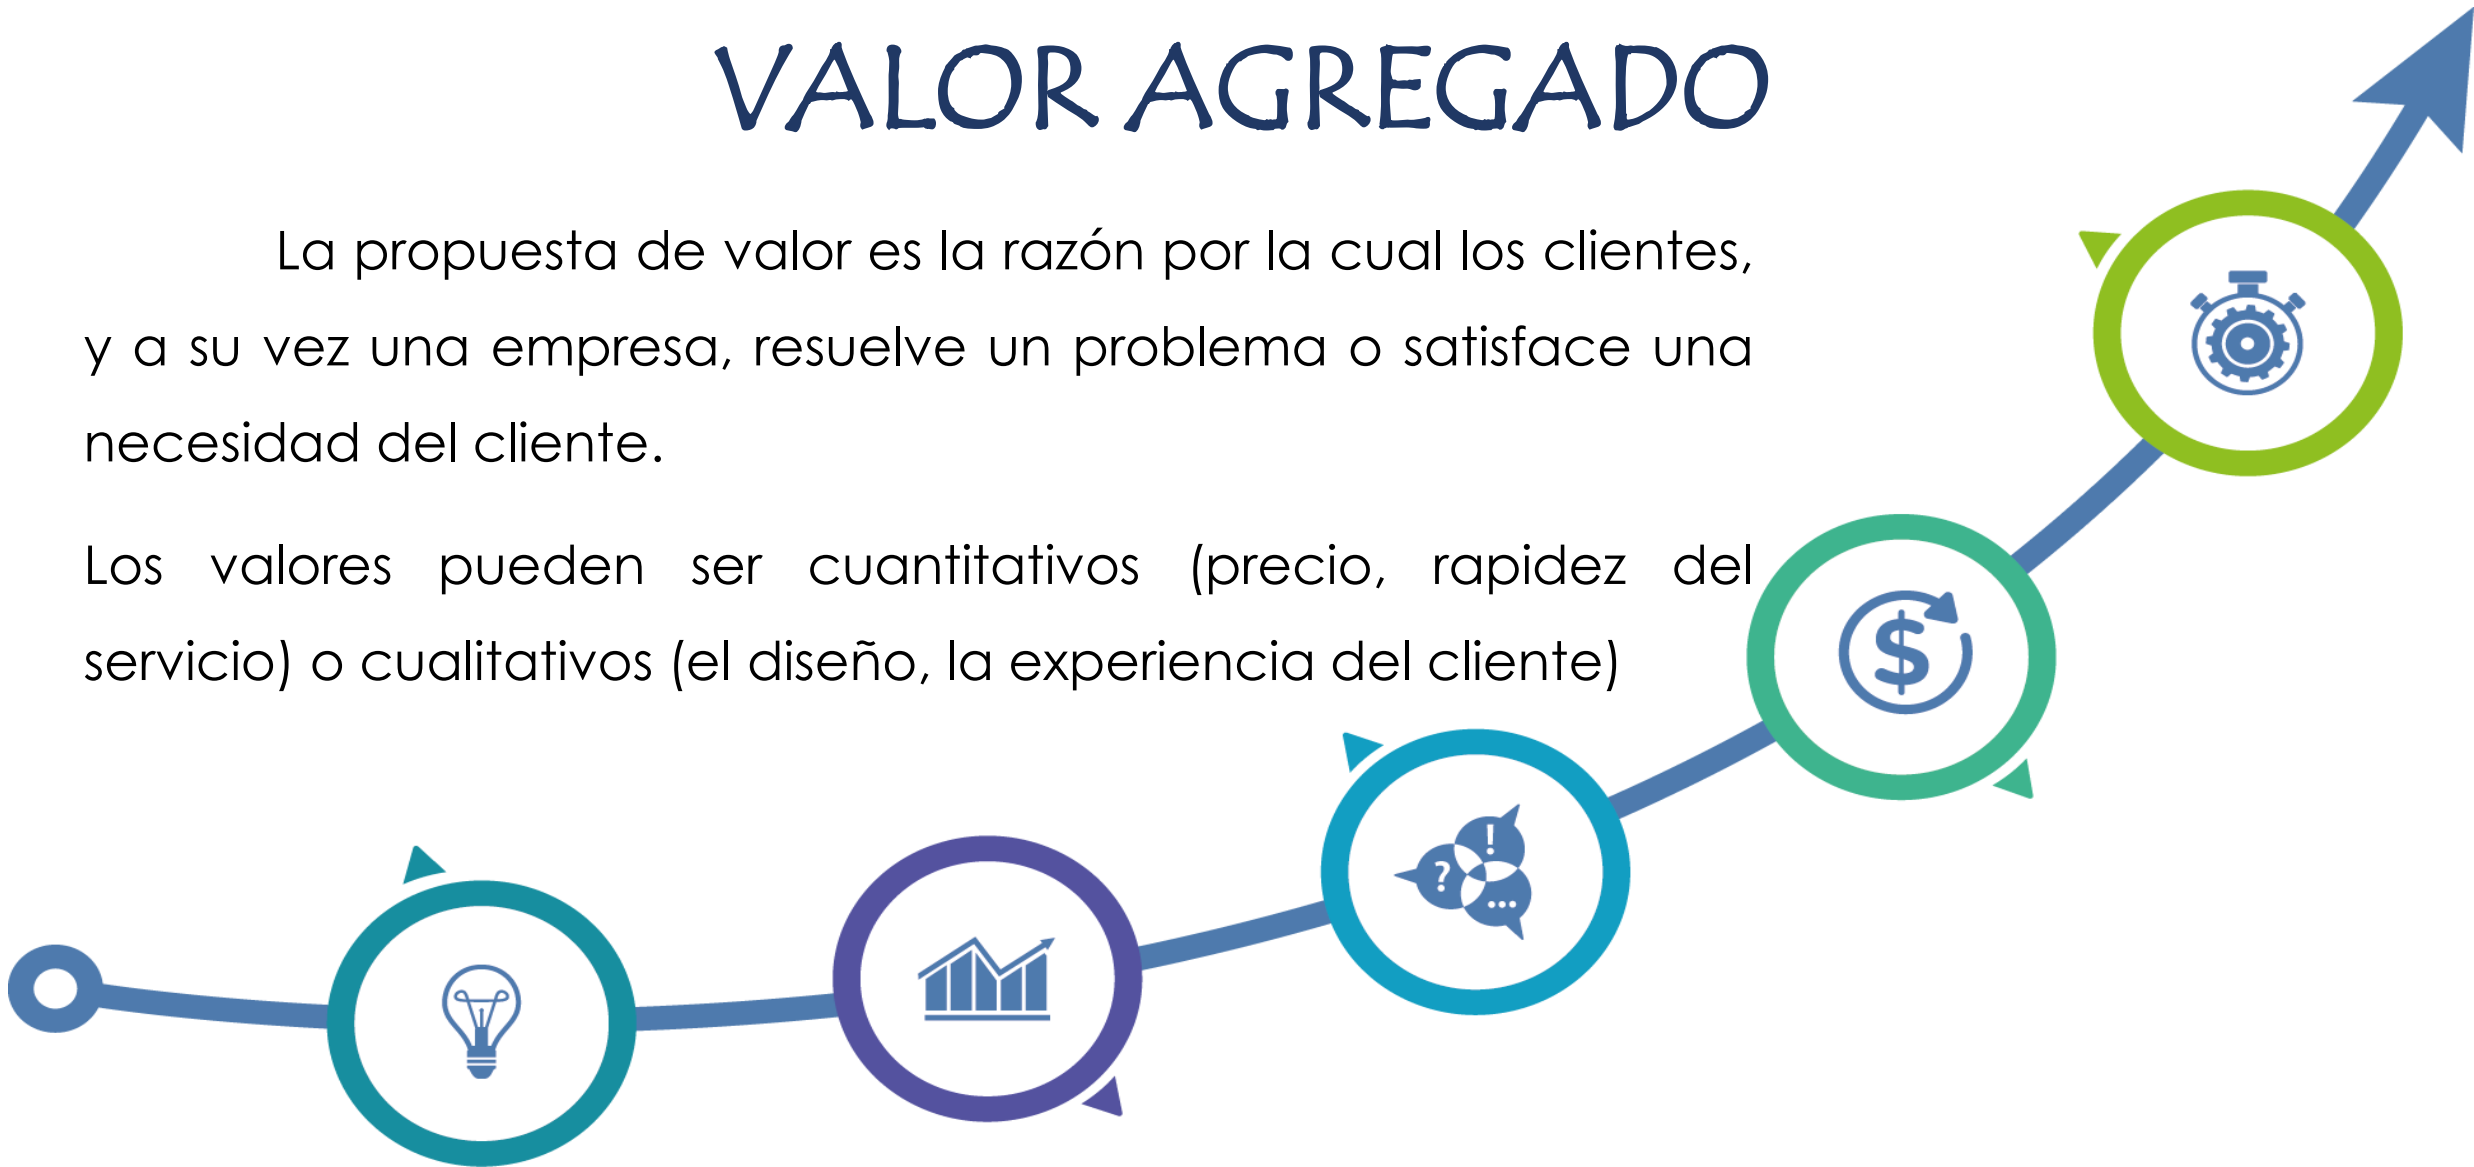 VALOR AGREGADO
La propuesta de valor es la razón por la cual los clientes,
y a su vez una empresa, resuelve un problema o satisface una
necesidad del cliente.
Los valores pueden ser cuantitativos (precio, rapidez del
servicio) o cualitativos (el diseño, la experiencia del cliente)
$
!
?
...